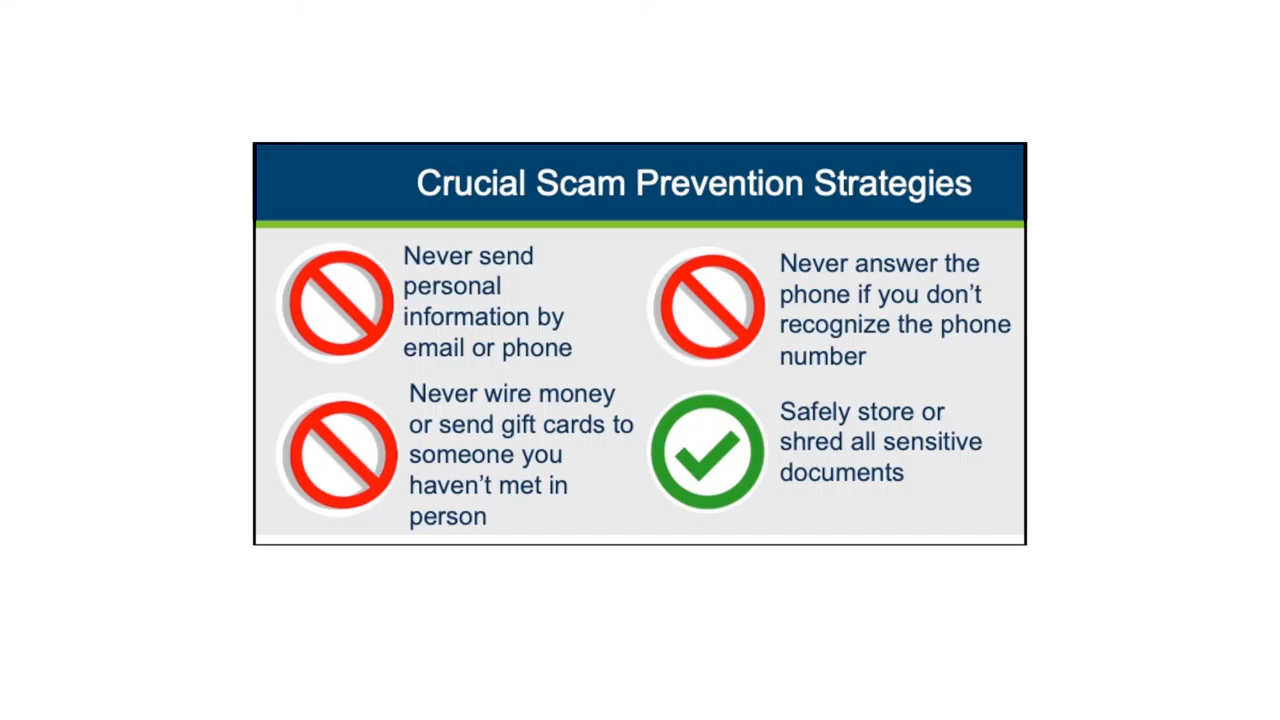 Crucial Scam Prevention Strategies
Never send
personal
information by
email or phone
Never answer the
phone if you don’t
recognize the phone
number
Never wire money
or send gift cards to
someone you
haven’t met in
person
Safely store or
shred all sensitive
documents